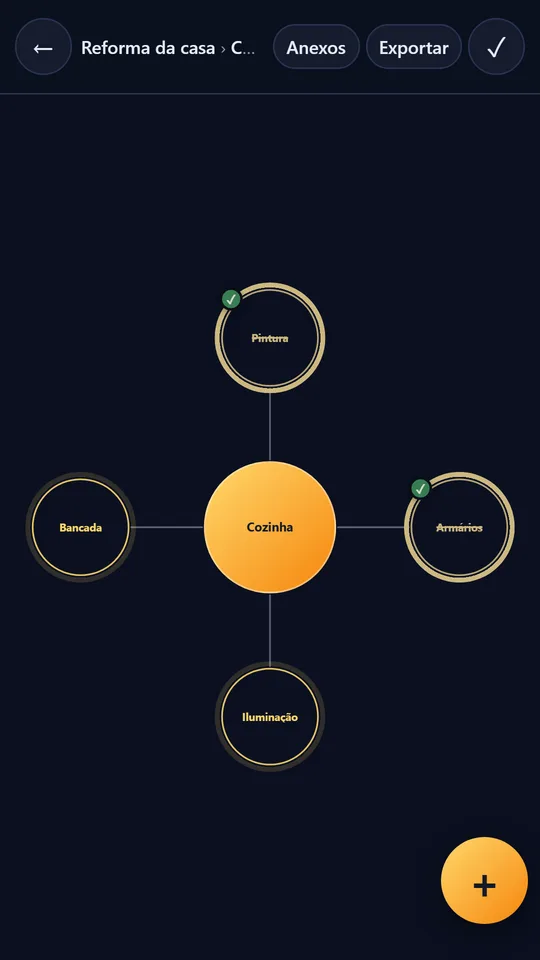 ← Reforma da casa › C... Anexos Exportar ✓
✓
Pintura
Bancada
Cozinha
✓
Armários
Iluminação
+